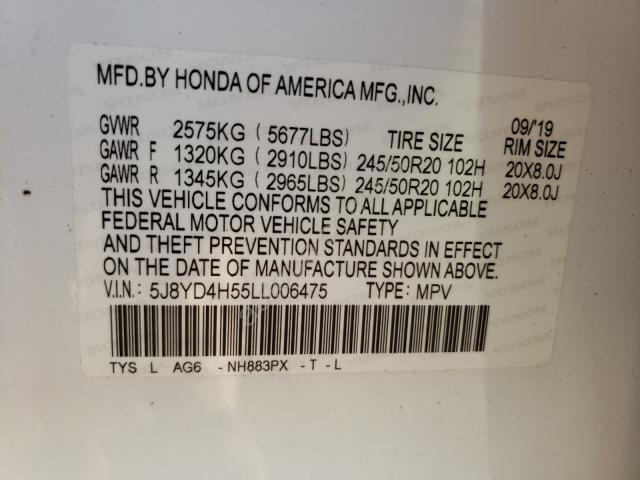 MFD.BY HONDA OF AMERICA MFG.,INC.
09/'19
GVWR 2575KG ( 5677LBS) TIRE SIZE RIM SIZE
GAWR F 1320KG ( 2910LBS) 245/50R20 102H 20X8.0J
GAWR R 1345KG ( 2965LBS) 245/50R20 102H 20X8.0J
THIS VEHICLE CONFORMS TO ALL APPLICABLE
FEDERAL MOTOR VEHICLE SAFETY
AND THEFT PREVENTION STANDARDS IN EFFECT
ON THE DATE OF MANUFACTURE SHOWN ABOVE.
V.I.N.: 5J8YD4H55LL006475 TYPE: MPV
TYS L AG6 -NH883PX -T -L